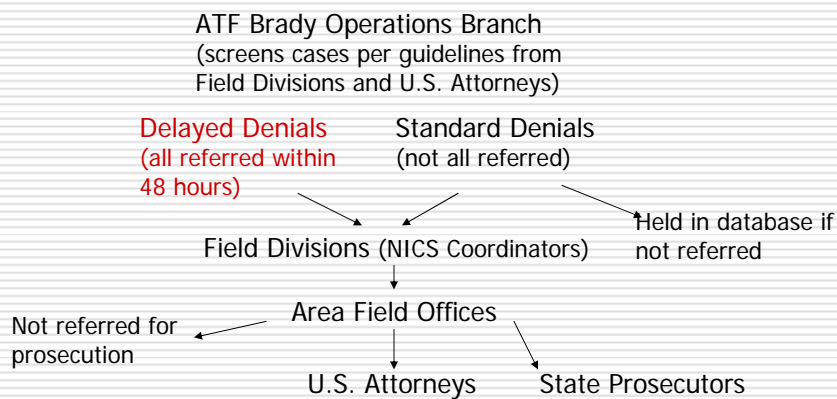 ATF Brady Operations Branch
(screens cases per guidelines from
Field Divisions and U.S. Attorneys)
Delayed Denials
(all referred within
48 hours)
Standard Denials
(not all referred)
Held in database if
not referred
Field Divisions (NICS Coordinators)
Area Field Offices
Not referred for
prosecution
U.S. Attorneys
State Prosecutors